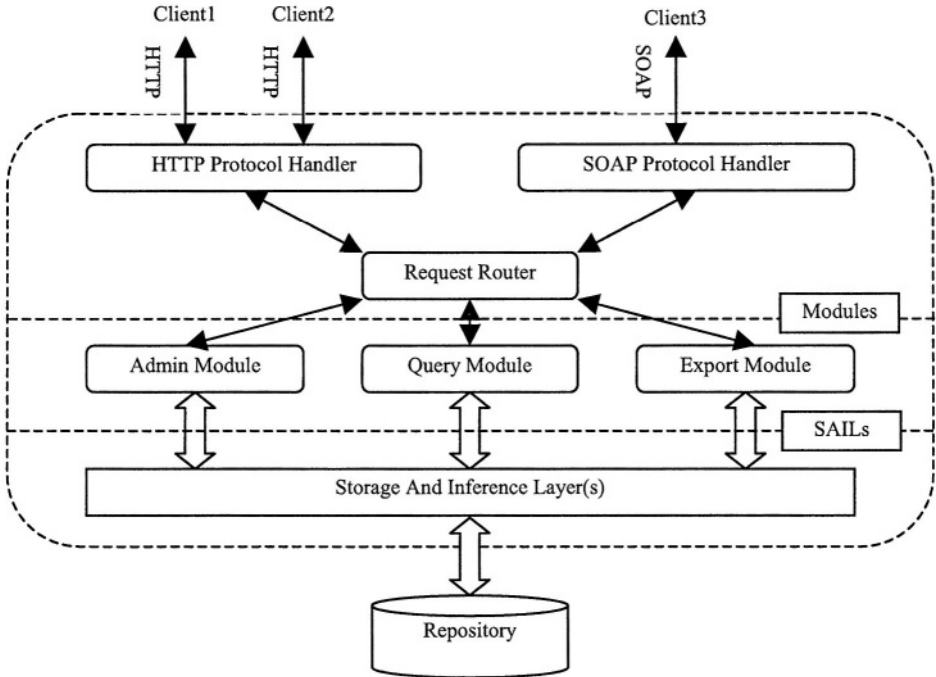 Client1
Client2
Client3
HTTP
HTTP
SOAP
HTTP Protocol Handler
SOAP Protocol Handler
Request Router
Modules
Admin Module
Query Module
Export Module
SAILs
Storage And Inference Layer(s)
Repository